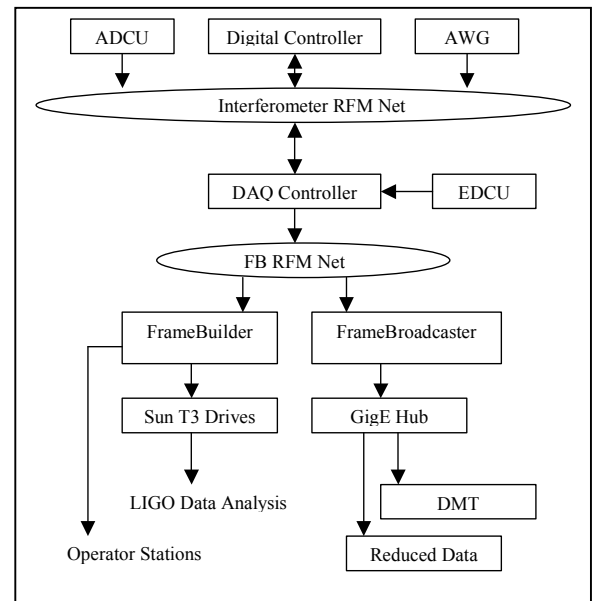 ADCU
Digital Controller
AWG
Interferometer RFM Net
DAQ Controller
EDCU
FB RFM Net
FrameBuilder
FrameBroadcaster
Sun T3 Drives
GigE Hub
LIGO Data Analysis
DMT
Operator Stations
Reduced Data